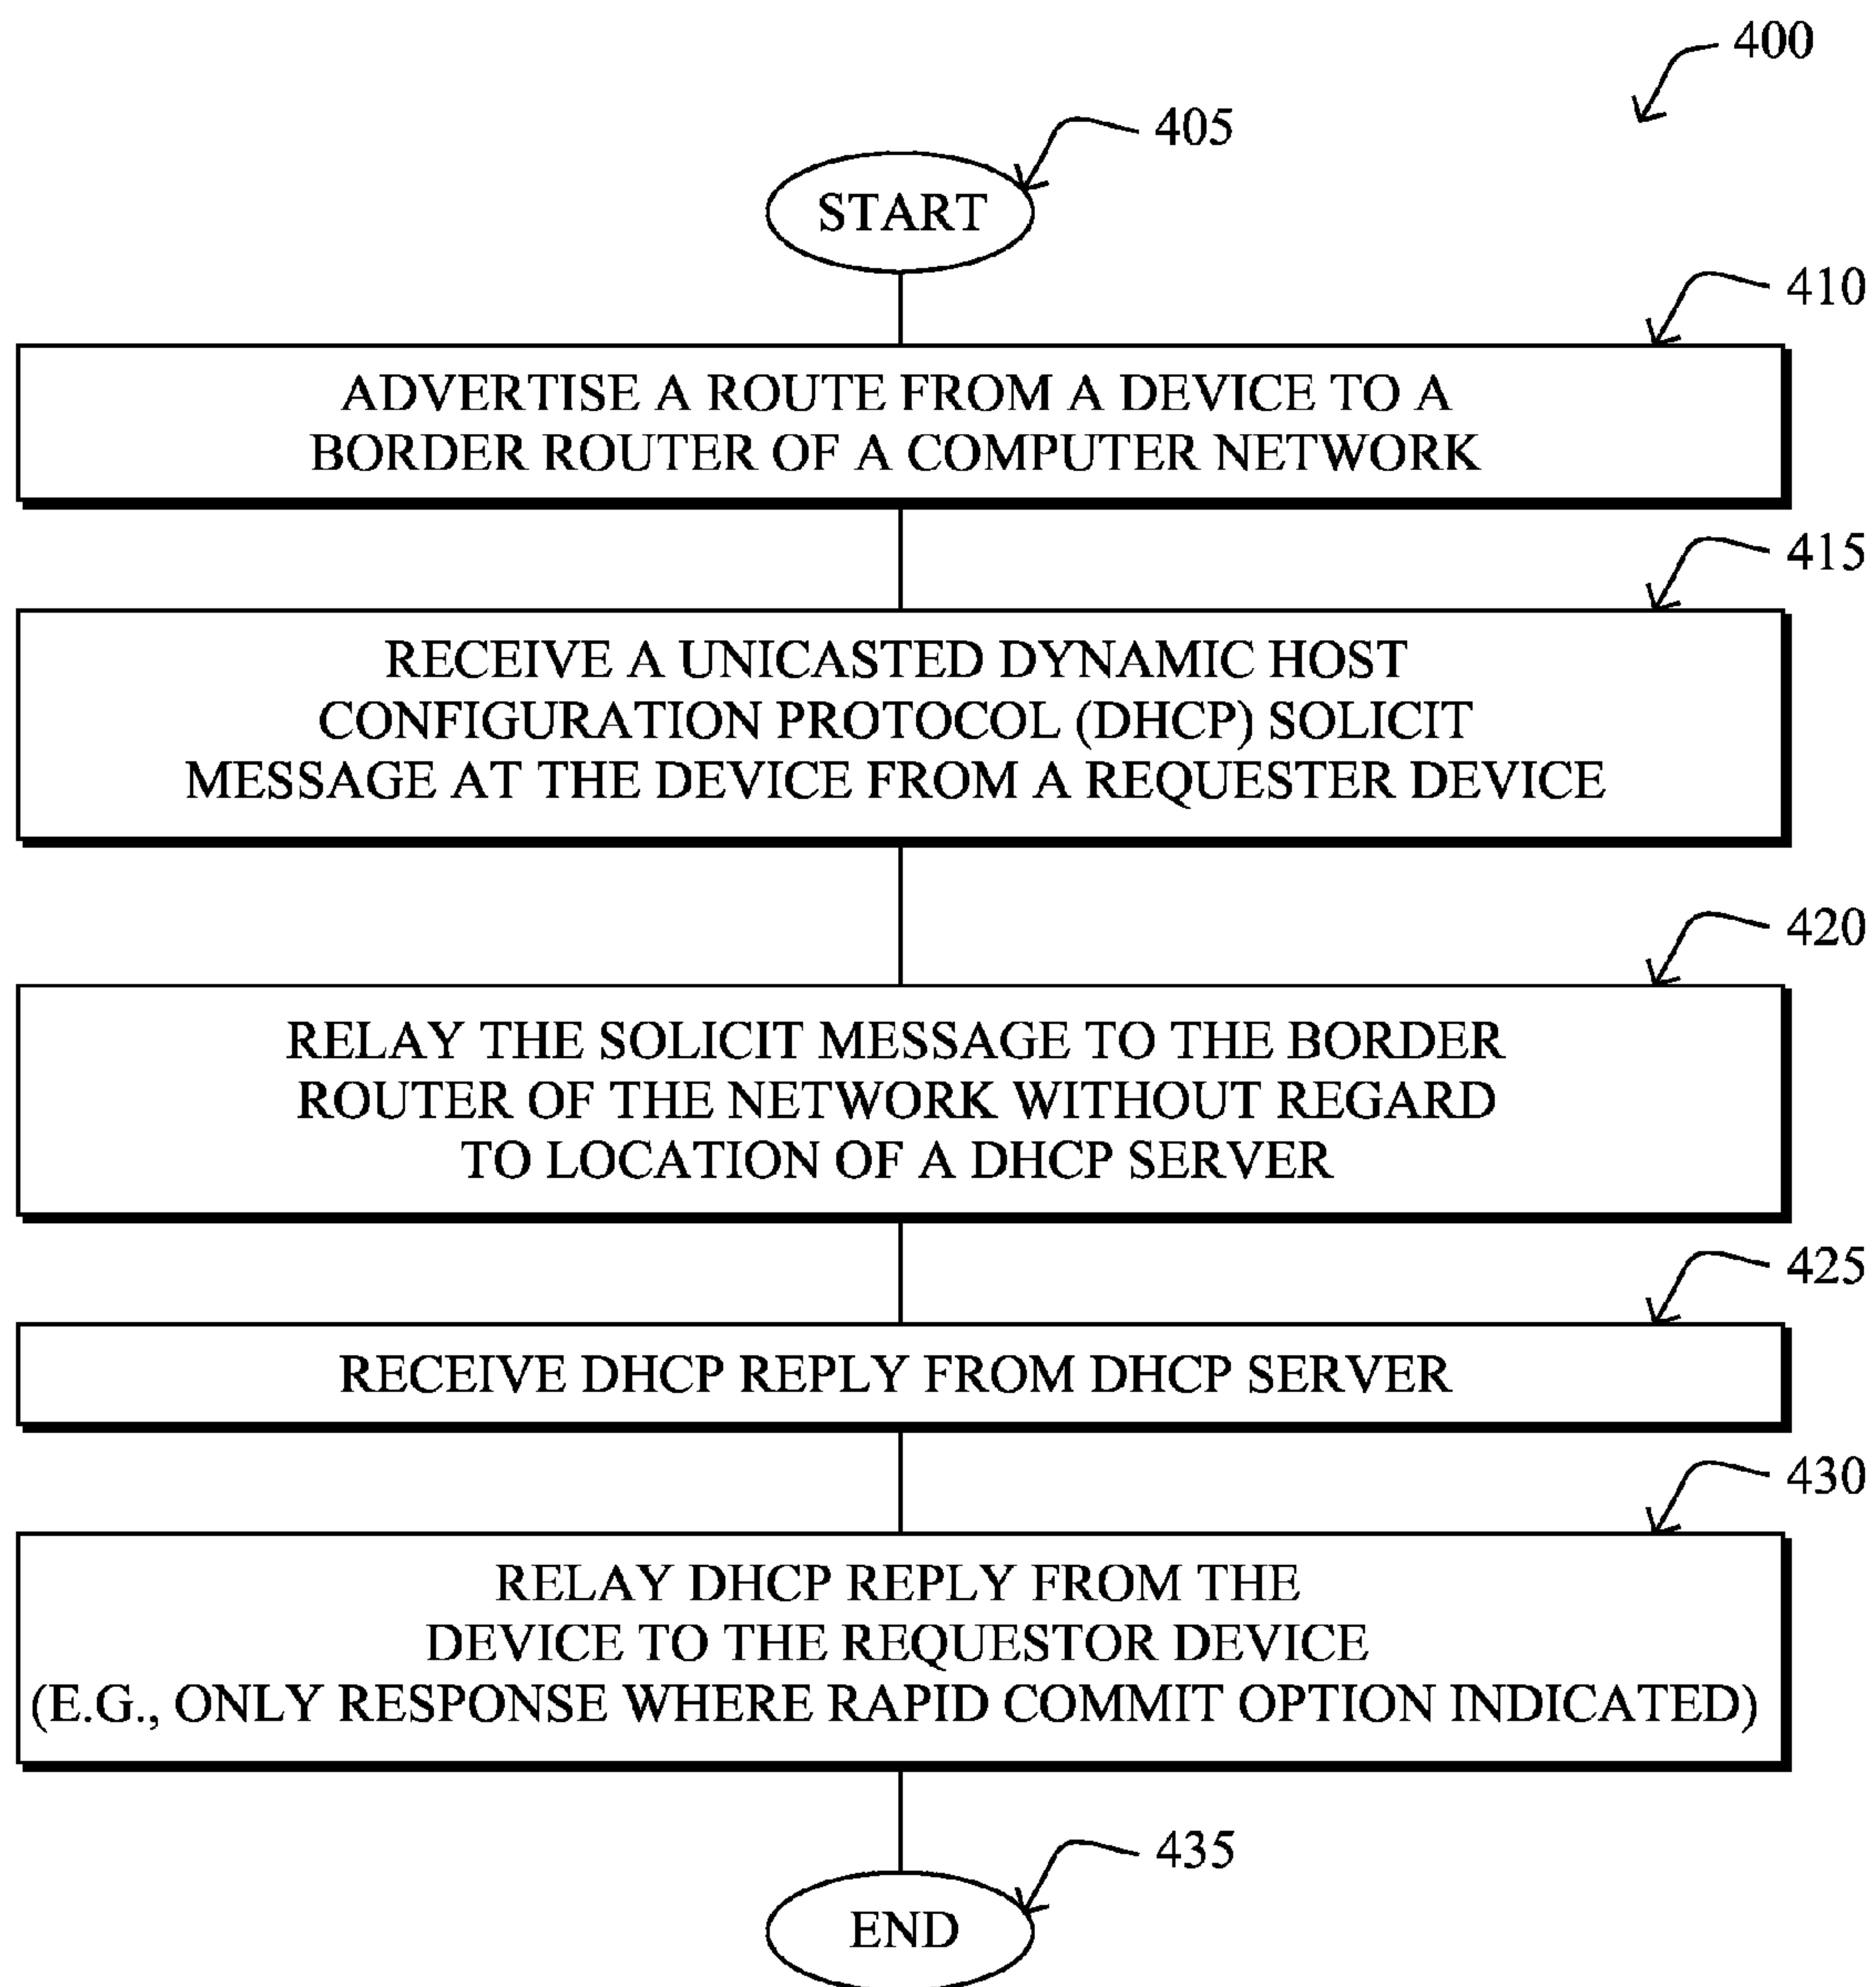 400
405
START
410
ADVERTISE A ROUTE FROM A DEVICE TO A
BORDER ROUTER OF A COMPUTER NETWORK
415
RECEIVE A UNICASTED DYNAMIC HOST
CONFIGURATION PROTOCOL (DHCP) SOLICIT
MESSAGE AT THE DEVICE FROM A REQUESTER DEVICE
420
RELAY THE SOLICIT MESSAGE TO THE BORDER
ROUTER OF THE NETWORK WITHOUT REGARD
TO LOCATION OF A DHCP SERVER
425
RECEIVE DHCP REPLY FROM DHCP SERVER
430
RELAY DHCP REPLY FROM THE
DEVICE TO THE REQUESTOR DEVICE
(E.G., ONLY RESPONSE WHERE RAPID COMMIT OPTION INDICATED)
435
END